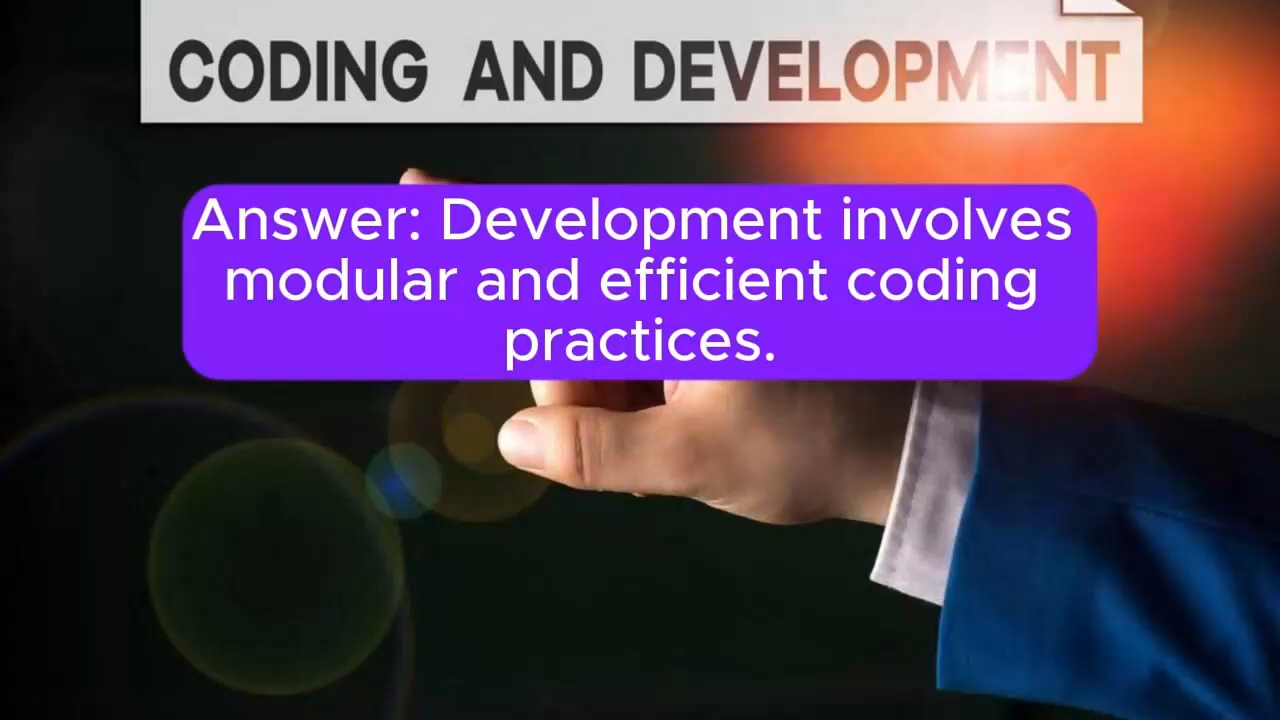 CODING AND DEVELOPMENT
Answer: Development involves
modular and efficient coding
practices.